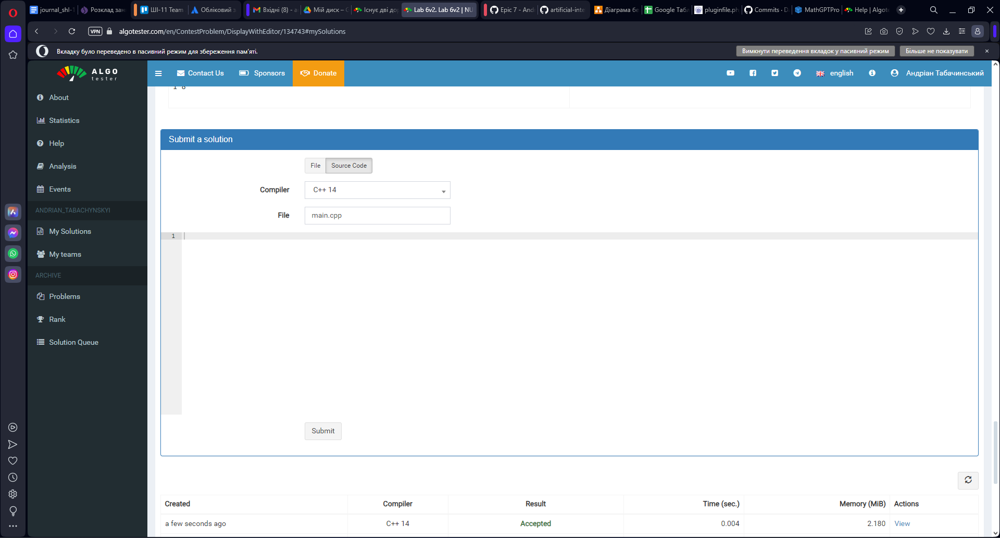 journal_shl-1
Розклад зан
ШІ-11 Team
Обліковий з
Вхідні (8) - a
Мій диск – G
Існує дві до
Lab 6v2. Lab 6v2 | NU
Epic 7 - And
artificial-inte
Діаграма бе
Google Табл
pluginfile.ph
Commits · D
MathGPTPro
Help | Algote
VPN
algotester.com/en/ContestProblem/DisplayWithEditor/134743#mySolutions
Вкладку було переведено в пасивний режим для збереження пам'яті.
Вимкнути переведення вкладок у пасивний режим
Більше не показувати
ALGO
tester
Contact Us
Sponsors
Donate
english
Андріан Табачинський
About
Statistics
Help
Analysis
Events
ANDRIAN_TABACHYNSKYI
My Solutions
My teams
ARCHIVE
Problems
Rank
Solution Queue
1 8
Submit a solution
File
Source Code
Compiler
C++ 14
File
main.cpp
1
Submit
Created Compiler Result Time (sec.) Memory (MiB) Actions
a few seconds ago C++ 14 Accepted 0.004 2.180 View